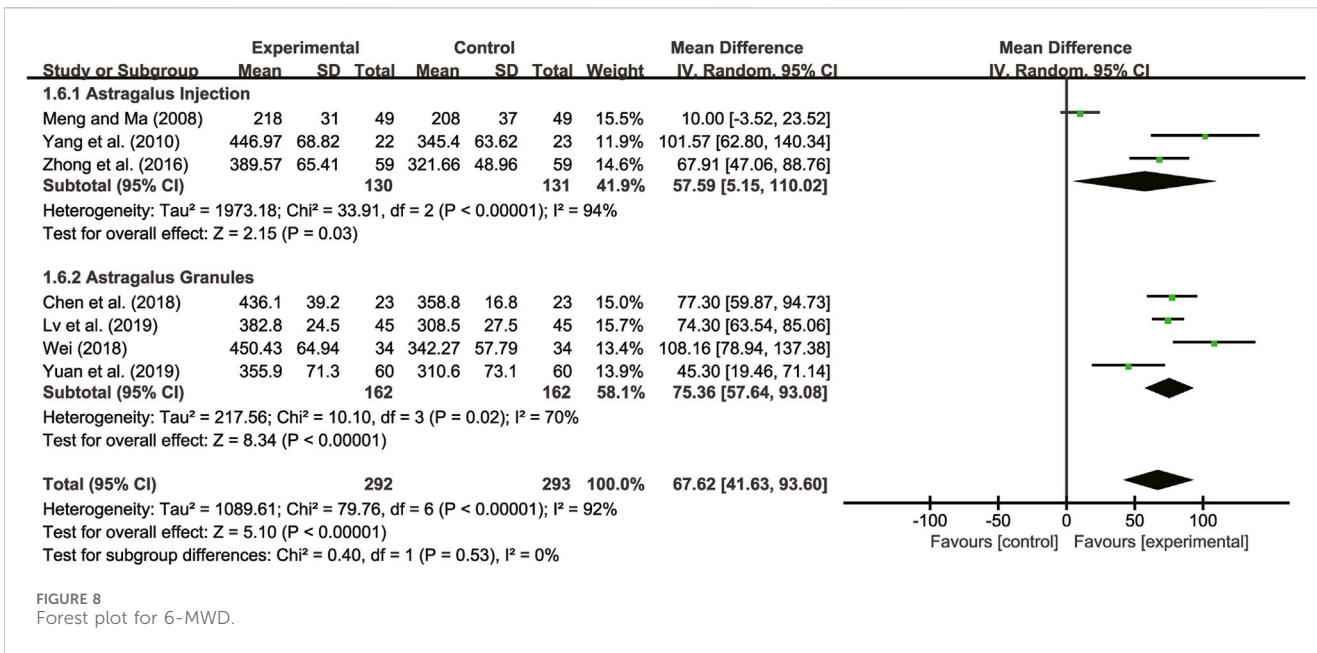 Experimental Control Mean Difference Mean Difference
Study or Subgroup Mean SD Total Mean SD Total Weight IV. Random. 95% CI IV. Random. 95% CI
1.6.1 Astragalus Injection
Meng and Ma (2008) 218 31 49 208 37 49 15.5% 10.00 [-3.52, 23.52]
Yang et al. (2010) 446.97 68.82 22 345.4 63.62 23 11.9% 101.57 [62.80, 140.34]
Zhong et al. (2016) 389.57 65.41 59 321.66 48.96 59 14.6% 67.91 [47.06, 88.76]
Subtotal (95% CI) 130 131 41.9% 57.59 [5.15, 110.02]
Heterogeneity: Tau² = 1973.18; Chi² = 33.91, df = 2 (P < 0.00001); I² = 94%
Test for overall effect: Z = 2.15 (P = 0.03)
1.6.2 Astragalus Granules
Chen et al. (2018) 436.1 39.2 23 358.8 16.8 23 15.0% 77.30 [59.87, 94.73]
Lv et al. (2019) 382.8 24.5 45 308.5 27.5 45 15.7% 74.30 [63.54, 85.06]
Wei (2018) 450.43 64.94 34 342.27 57.79 34 13.4% 108.16 [78.94, 137.38]
Yuan et al. (2019) 355.9 71.3 60 310.6 73.1 60 13.9% 45.30 [19.46, 71.14]
Subtotal (95% CI) 162 162 58.1% 75.36 [57.64, 93.08]
Heterogeneity: Tau² = 217.56; Chi² = 10.10, df = 3 (P = 0.02); I² = 70%
Test for overall effect: Z = 8.34 (P < 0.00001)
Total (95% CI) 292 293 100.0% 67.62 [41.63, 93.60]
Heterogeneity: Tau² = 1089.61; Chi² = 79.76, df = 6 (P < 0.00001); I² = 92%
Test for overall effect: Z = 5.10 (P < 0.00001)
Test for subgroup differences: Chi² = 0.40, df = 1 (P = 0.53), I² = 0%
-100 -50 0 50 100
Favours [control] Favours [experimental]
FIGURE 8
Forest plot for 6-MWD.